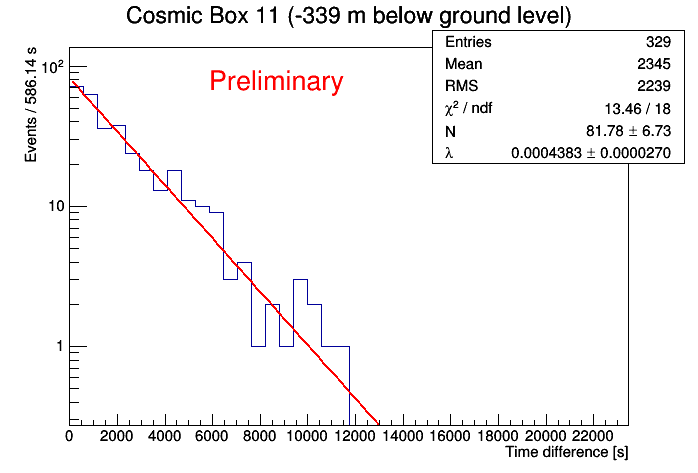 Cosmic Box 11 (-339 m below ground level)
Entries 329
Mean 2345
RMS 2239
χ² / ndf 13.46 / 18
N 81.78 ± 6.73
λ 0.0004383 ± 0.0000270
Preliminary
Events / 586.14 s
10²
10
1
0 2000 4000 6000 8000 10000 12000 14000 16000 18000 20000 22000
Time difference [s]